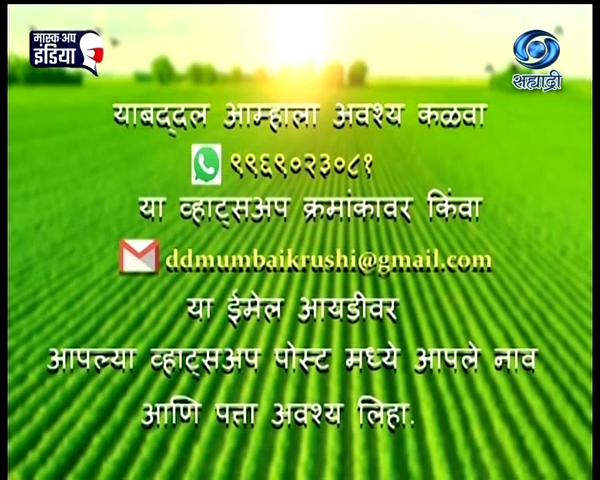 मास्क अप
इंडिया
सह्याद्री
याबद्दल आम्हाला अवश्य कळवा
९९६९०२३०८१
या व्हाट्सअप क्रमांकावर किंवा
ddmumbaikrushi@gmail.com
या ईमेल आयडीवर
आपल्या व्हाट्सअप पोस्ट मध्ये आपले नाव
आणि पत्ता अवश्य लिहा.